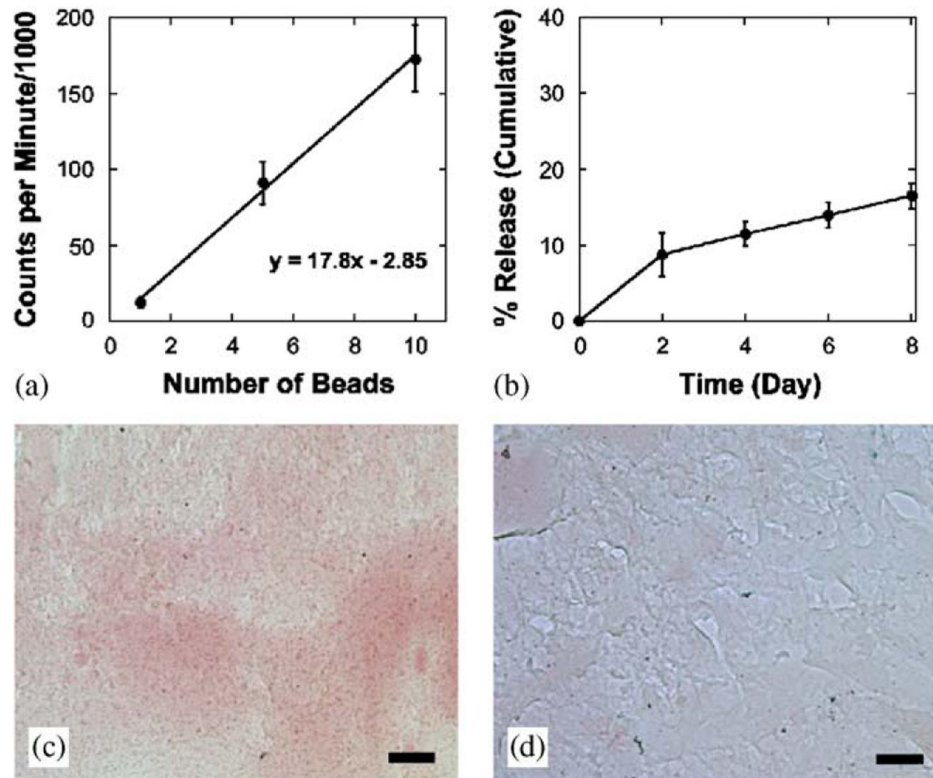 Counts per Minute/1000
200
150
100
50
0
y = 17.8x - 2.85
0 2 4 6 8 10
(a) Number of Beads
% Release (Cumulative)
40
30
20
10
0
0 2 4 6 8
(b) Time (Day)
(c)
(d)